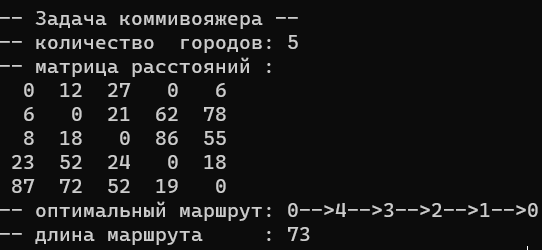 -- Задача коммивояжера --
-- количество  городов: 5
-- матрица расстояний :
  0  12  27   0   6
  6   0  21  62  78
  8  18   0  86  55
 23  52  24   0  18
 87  72  52  19   0
-- оптимальный маршрут: 0-->4-->3-->2-->1-->0
-- длина маршрута     : 73